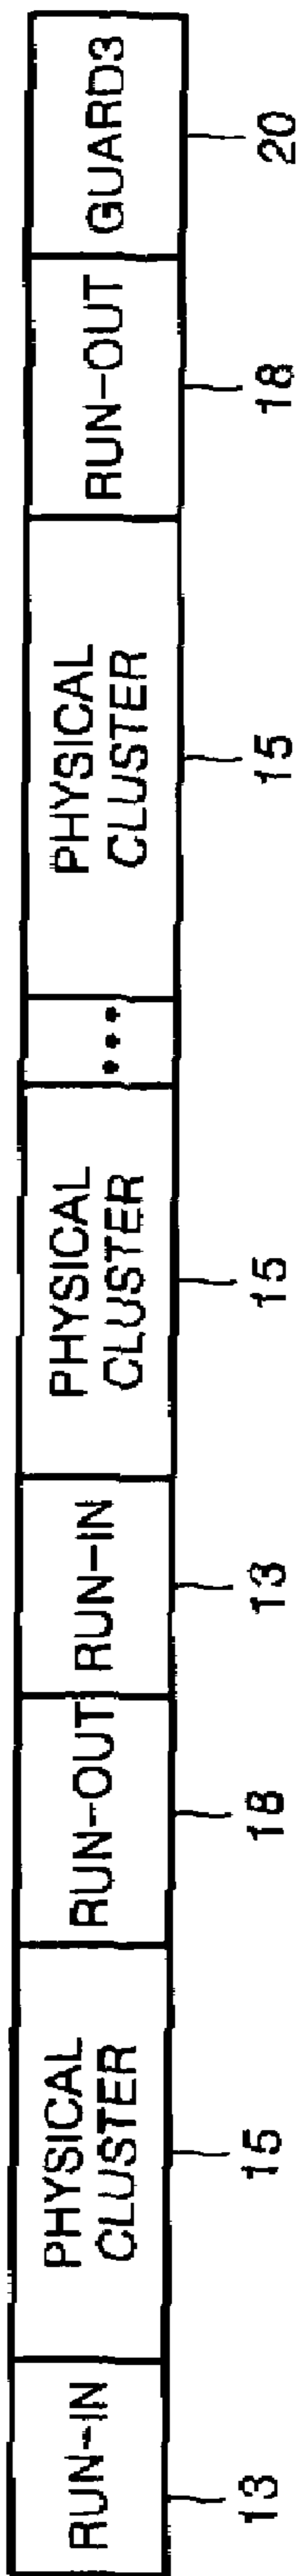 RUN-IN
PHYSICAL
CLUSTER
RUN-OUT
RUN-IN
PHYSICAL
CLUSTER
•••
PHYSICAL
CLUSTER
RUN-OUT
GUARD3
13
15
18
13
15
15
18
20